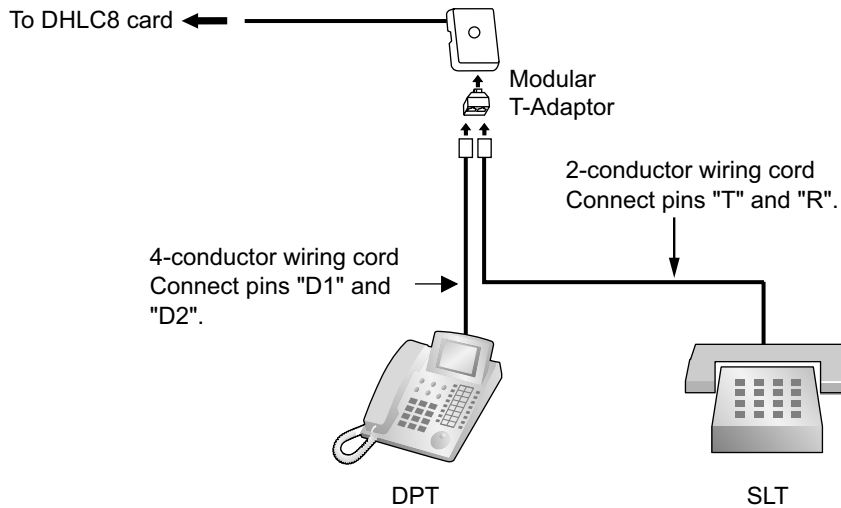 To DHLC8 card
Modular
T-Adaptor
2-conductor wiring cord
Connect pins "T" and "R".
4-conductor wiring cord
Connect pins "D1" and
"D2".
DPT
SLT